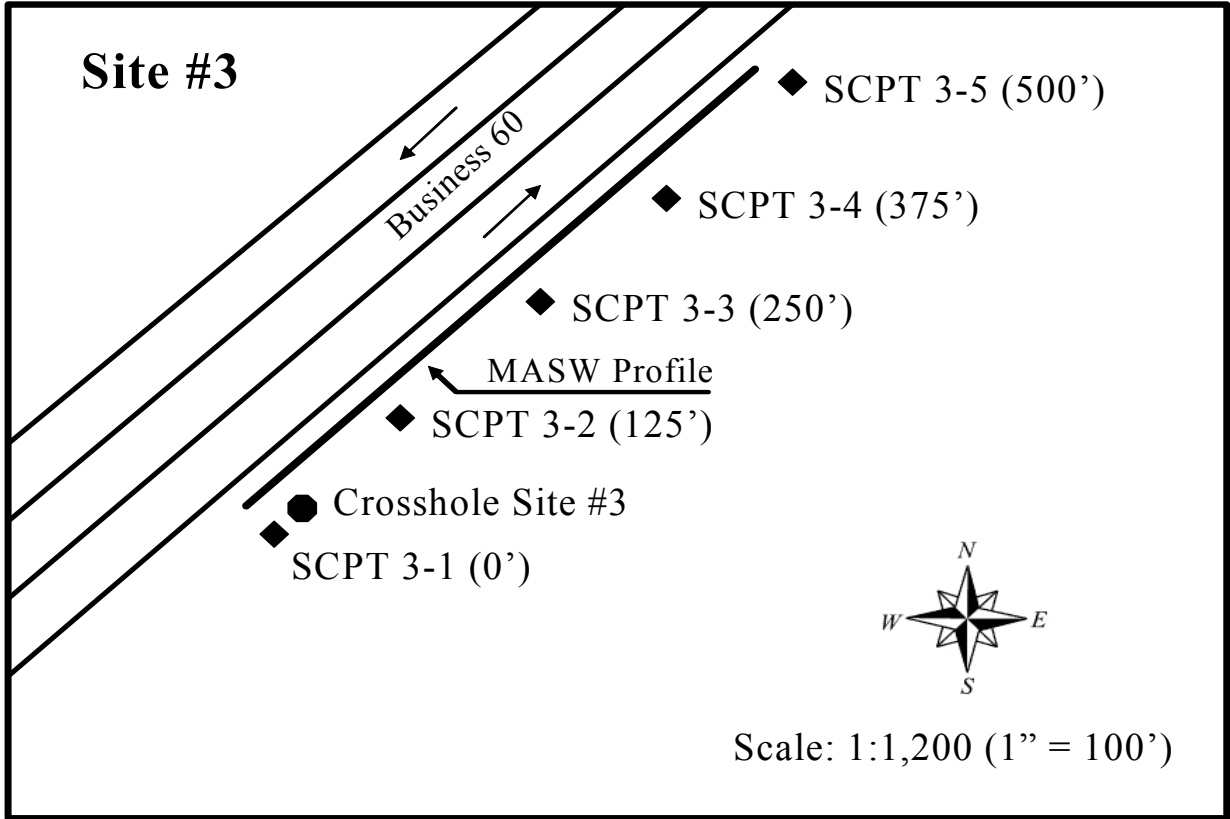 Site #3
SCPT 3-5 (500’)
Business 60
SCPT 3-4 (375’)
SCPT 3-3 (250’)
MASW Profile
SCPT 3-2 (125’)
Crosshole Site #3
SCPT 3-1 (0’)
N
W E
S
Scale: 1:1,200 (1” = 100’)